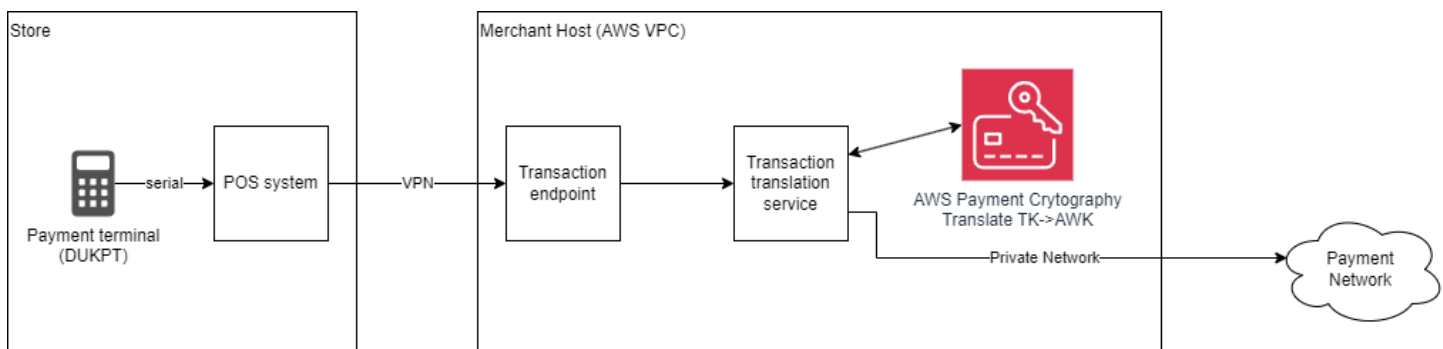 Store
Merchant Host (AWS VPC)
serial
POS system
VPN
Transaction
endpoint
Transaction
translation
service
AWS Payment Crytography
Translate TK->AWK
Payment terminal
(DUKPT)
Private Network
Payment
Network